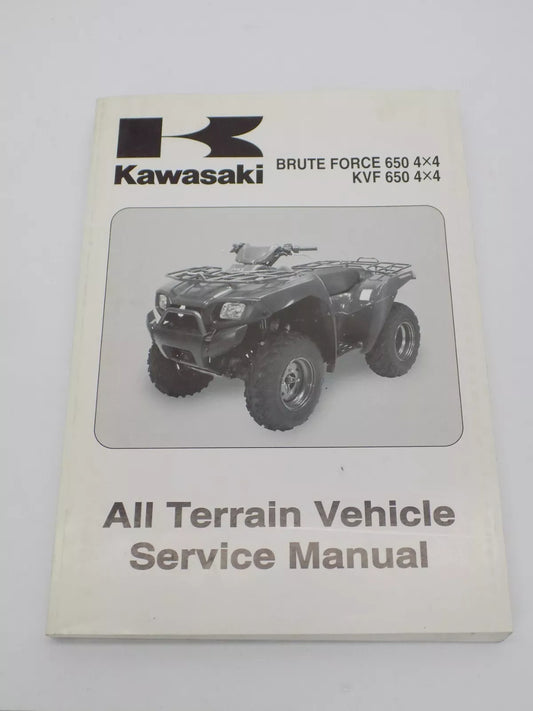 Kawasaki
BRUTE FORCE 650 4×4
KVF 650 4×4
All Terrain Vehicle
Service Manual